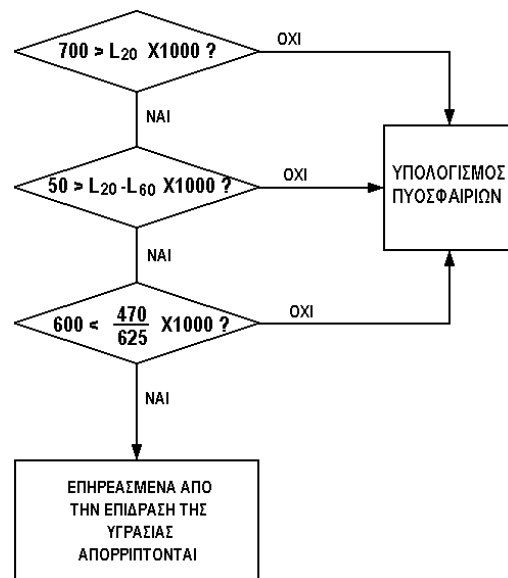 700 > L20 X1000 ?
ΟΧΙ
ΝΑΙ
50 > L20 -L60 X1000 ?
ΟΧΙ
ΥΠΟΛΟΓΙΣΜΟΣ
ΠΥΟΣΦΑΙΡΙΩΝ
ΝΑΙ
600 < 470/625 X1000 ?
ΟΧΙ
ΝΑΙ
ΕΠΗΡΕΑΣΜΕΝΑ ΑΠΟ
ΤΗΝ ΕΠΙΔΡΑΣΗ ΤΗΣ
ΥΓΡΑΣΙΑΣ
ΑΠΟΡΡΙΠΤΟΝΤΑΙ